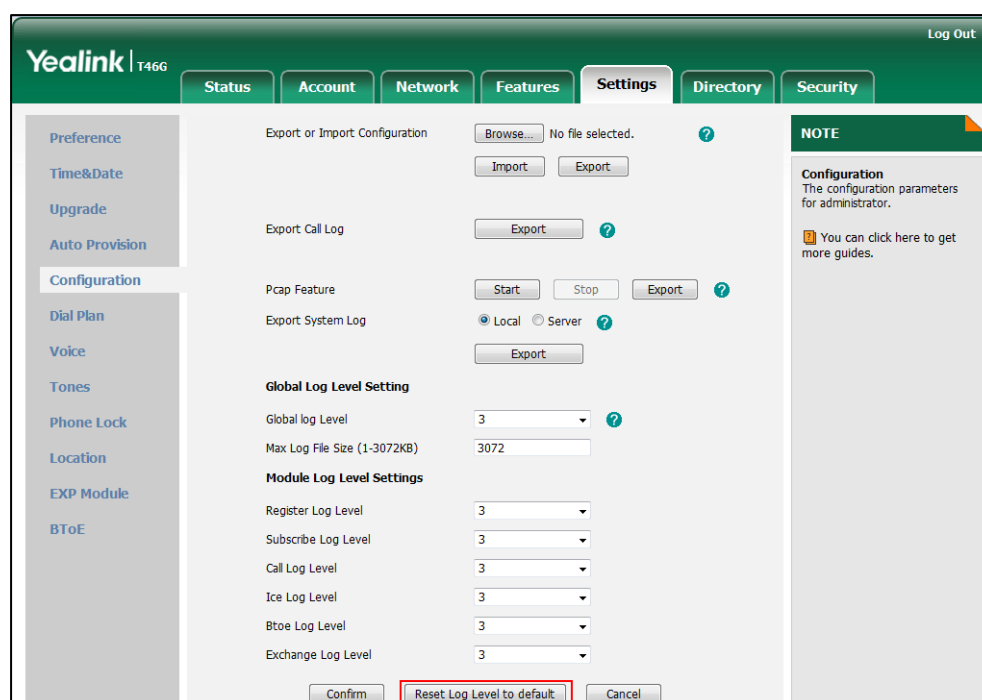 Log Out
Yealink T46G
Status Account Network Features Settings Directory Security
Preference
Time&Date
Upgrade
Auto Provision
Configuration
Dial Plan
Voice
Tones
Phone Lock
Location
EXP Module
BToE
Export or Import Configuration Browse... No file selected. ?
Import Export
Export Call Log Export ?
Pcap Feature Start Stop Export ?
Export System Log Local Server ?
Export
Global Log Level Setting
Global log Level 3 ?
Max Log File Size (1-3072KB) 3072
Module Log Level Settings
Register Log Level 3
Subscribe Log Level 3
Call Log Level 3
Ice Log Level 3
Btoe Log Level 3
Exchange Log Level 3
Confirm Reset Log Level to default Cancel
NOTE
Configuration
The configuration parameters
for administrator.
? You can click here to get
more guides.